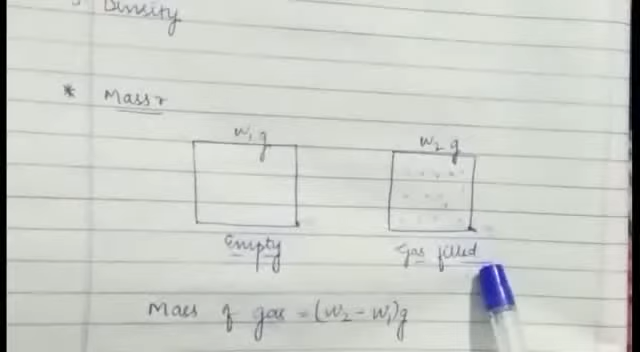 Density
* Mass :-
W₁ g W₂ g
Empty Gas filled
Mass of gas = (W₂ - W₁)g